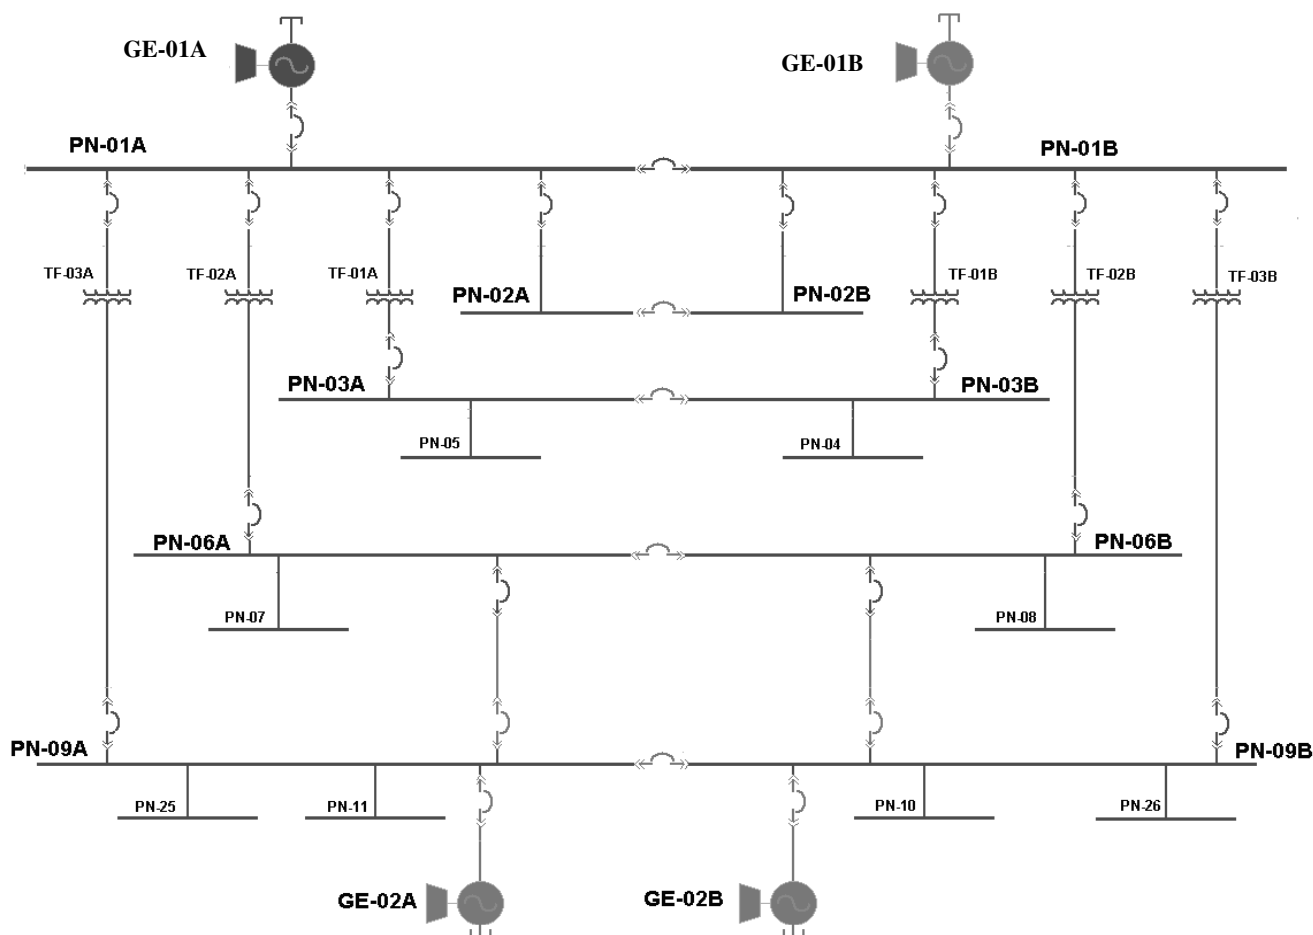 GE-01A
GE-01B
PN-01A
PN-01B
TF-03A
TF-02A
TF-01A
TF-01B
TF-02B
TF-03B
PN-02A
PN-02B
PN-03A
PN-03B
PN-05
PN-04
PN-06A
PN-06B
PN-07
PN-08
PN-09A
PN-09B
PN-25
PN-11
PN-10
PN-26
GE-02A
GE-02B